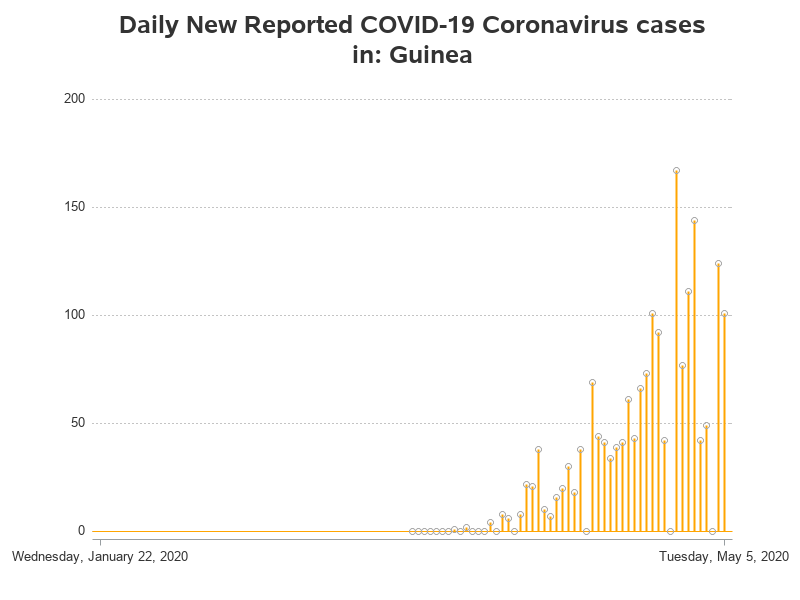 Daily New Reported COVID-19 Coronavirus cases
in: Guinea
200
150
100
50
0
Wednesday, January 22, 2020
Tuesday, May 5, 2020